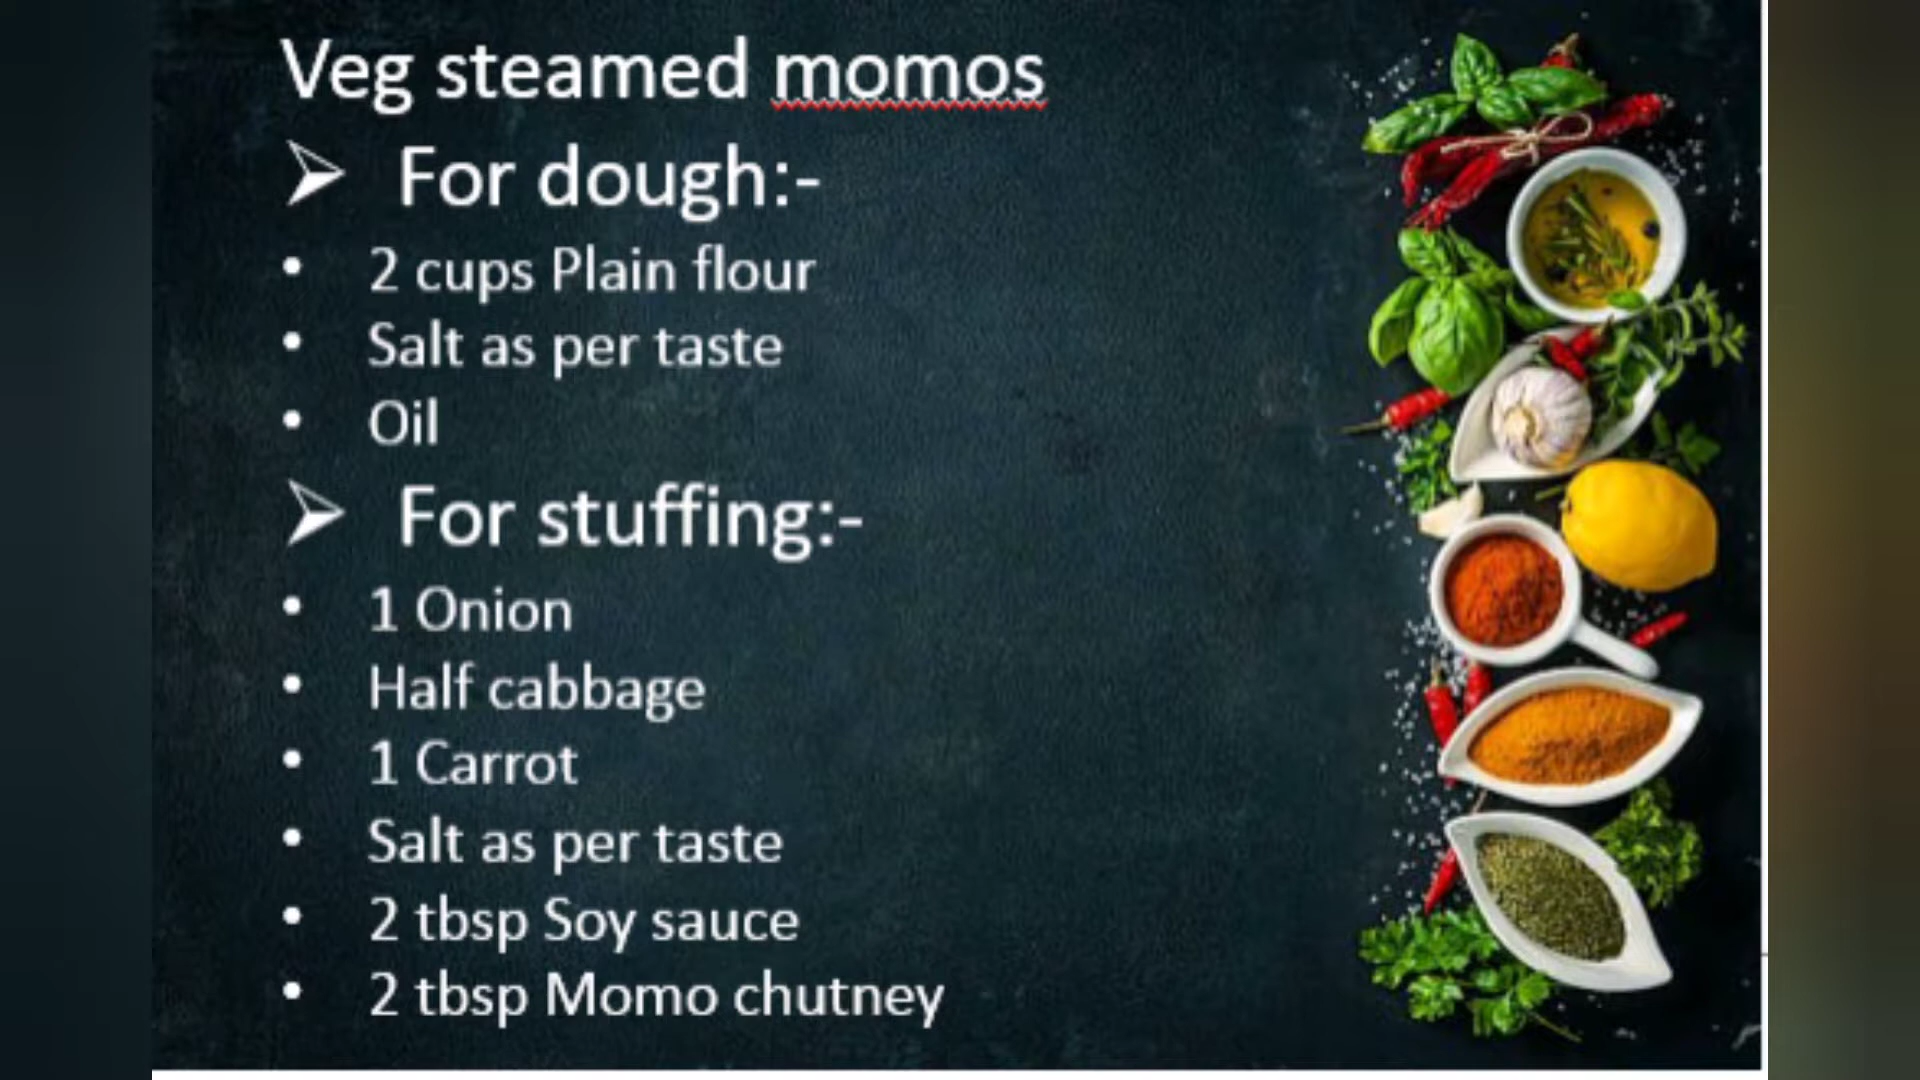 Veg steamed momos
➢ For dough:-
• 2 cups Plain flour
• Salt as per taste
• Oil
➢ For stuffing:-
• 1 Onion
• Half cabbage
• 1 Carrot
• Salt as per taste
• 2 tbsp Soy sauce
• 2 tbsp Momo chutney